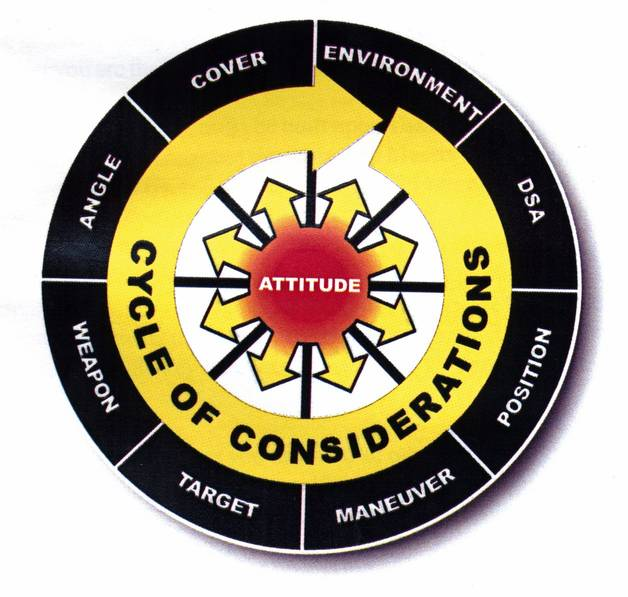 ENVIRONMENT
DSA
POSITION
MANEUVER
TARGET
WEAPON
ANGLE
COVER
CYCLE OF CONSIDERATIONS
ATTITUDE